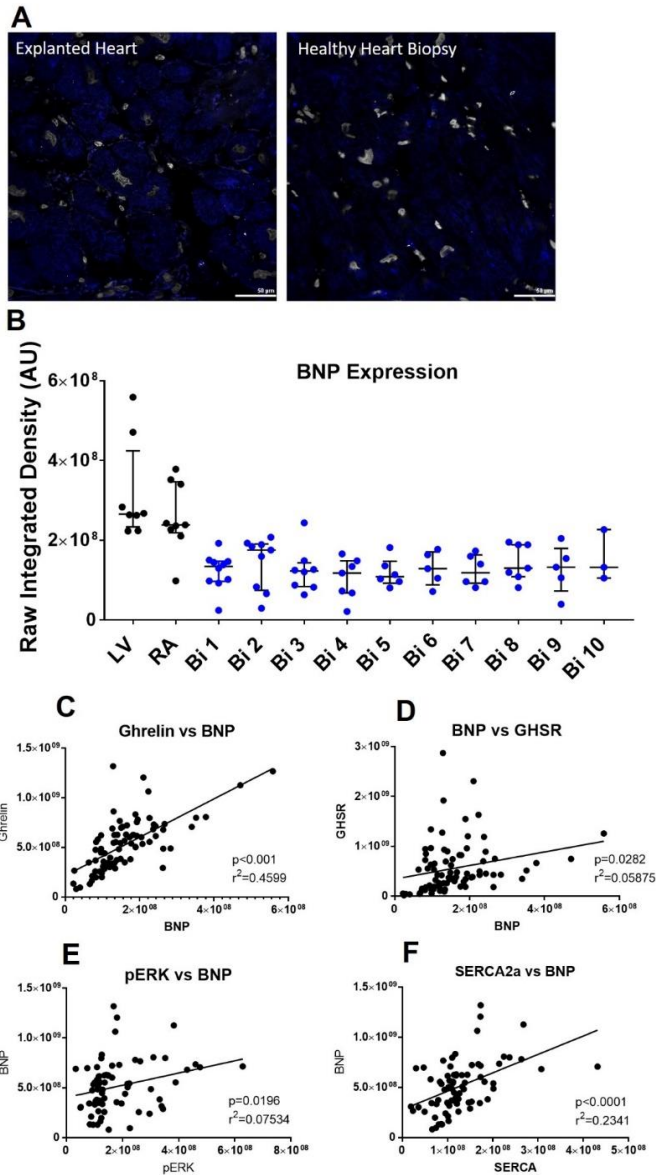 A
Explanted Heart
Healthy Heart Biopsy
50 µm
50 µm
B
BNP Expression
Raw Integrated Density (AU)
6×10⁸
4×10⁸
2×10⁸
0
LV
RA
Bi 1
Bi 2
Bi 3
Bi 4
Bi 5
Bi 6
Bi 7
Bi 8
Bi 9
Bi 10
C
Ghrelin vs BNP
Ghrelin
1.5×10⁰⁹
1.0×10⁰⁹
5.0×10⁰⁸
0.0
0
2×10⁰⁸
4×10⁰⁸
6×10⁰⁸
p<0.001
r²=0.4599
BNP
D
BNP vs GHSR
GHSR
3×10⁰⁹
2×10⁰⁹
1×10⁰⁹
0
0
2×10⁰⁸
4×10⁰⁸
6×10⁰⁸
p=0.0282
r²=0.05875
BNP
E
pERK vs BNP
BNP
1.5×10⁰⁹
1.0×10⁰⁹
5.0×10⁰⁸
0.0
0
2×10⁰⁸
4×10⁰⁸
6×10⁰⁸
8×10⁰⁸
p=0.0196
r²=0.07534
pERK
F
SERCA2a vs BNP
BNP
1.5×10⁰⁹
1.0×10⁰⁹
5.0×10⁰⁸
0.0
0
1×10⁰⁸
2×10⁰⁸
3×10⁰⁸
4×10⁰⁸
5×10⁰⁸
p<0.0001
r²=0.2341
SERCA